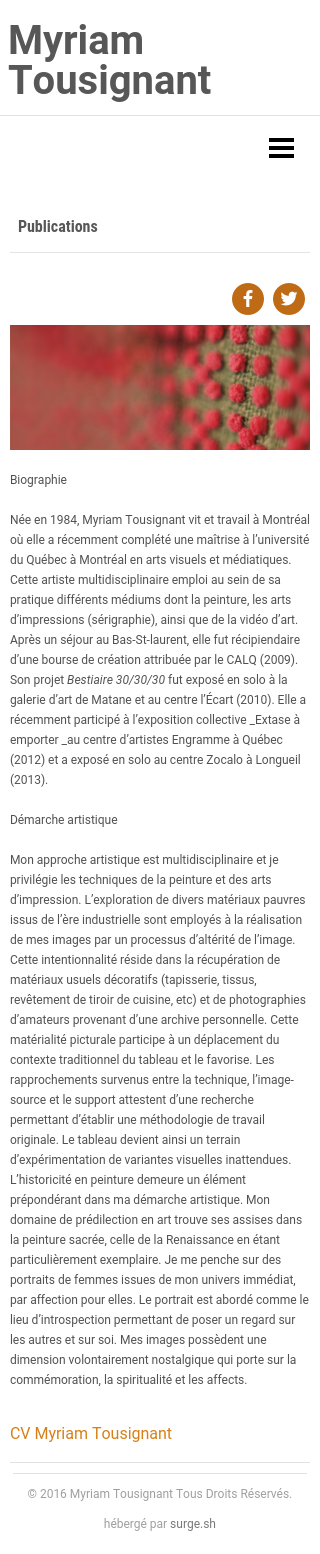 Myriam
Tousignant
Publications
Biographie
Née en 1984, Myriam Tousignant vit et travail à Montréal
où elle a récemment complété une maîtrise à l’université
du Québec à Montréal en arts visuels et médiatiques.
Cette artiste multidisciplinaire emploi au sein de sa
pratique différents médiums dont la peinture, les arts
d’impressions (sérigraphie), ainsi que de la vidéo d’art.
Après un séjour au Bas-St-laurent, elle fut récipiendaire
d’une bourse de création attribuée par le CALQ (2009).
Son projet Bestiaire 30/30/30 fut exposé en solo à la
galerie d’art de Matane et au centre l’Écart (2010). Elle a
récemment participé à l’exposition collective _Extase à
emporter _au centre d’artistes Engramme à Québec
(2012) et a exposé en solo au centre Zocalo à Longueil
(2013).
Démarche artistique
Mon approche artistique est multidisciplinaire et je
privilégie les techniques de la peinture et des arts
d’impression. L’exploration de divers matériaux pauvres
issus de l’ère industrielle sont employés à la réalisation
de mes images par un processus d’altérité de l’image.
Cette intentionnalité réside dans la récupération de
matériaux usuels décoratifs (tapisserie, tissus,
revêtement de tiroir de cuisine, etc) et de photographies
d’amateurs provenant d’une archive personnelle. Cette
matérialité picturale participe à un déplacement du
contexte traditionnel du tableau et le favorise. Les
rapprochements survenus entre la technique, l’image-
source et le support attestent d’une recherche
permettant d’établir une méthodologie de travail
originale. Le tableau devient ainsi un terrain
d’expérimentation de variantes visuelles inattendues.
L’historicité en peinture demeure un élément
prépondérant dans ma démarche artistique. Mon
domaine de prédilection en art trouve ses assises dans
la peinture sacrée, celle de la Renaissance en étant
particulièrement exemplaire. Je me penche sur des
portraits de femmes issues de mon univers immédiat,
par affection pour elles. Le portrait est abordé comme le
lieu d’introspection permettant de poser un regard sur
les autres et sur soi. Mes images possèdent une
dimension volontairement nostalgique qui porte sur la
commémoration, la spiritualité et les affects.
CV Myriam Tousignant
© 2016 Myriam Tousignant Tous Droits Réservés.
hébergé par surge.sh